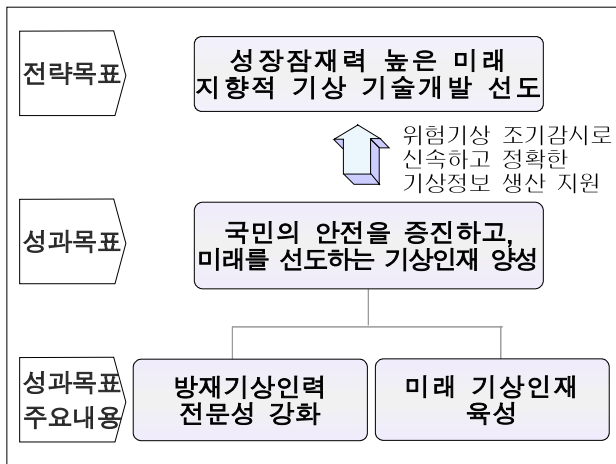 전략목표
성장잠재력 높은 미래
지향적 기상 기술개발 선도
위험기상 조기감시로
신속하고 정확한
기상정보 생산 지원
성과목표
국민의 안전을 증진하고,
미래를 선도하는 기상인재 양성
성과목표
주요내용
방재기상인력
전문성 강화
미래 기상인재
육성